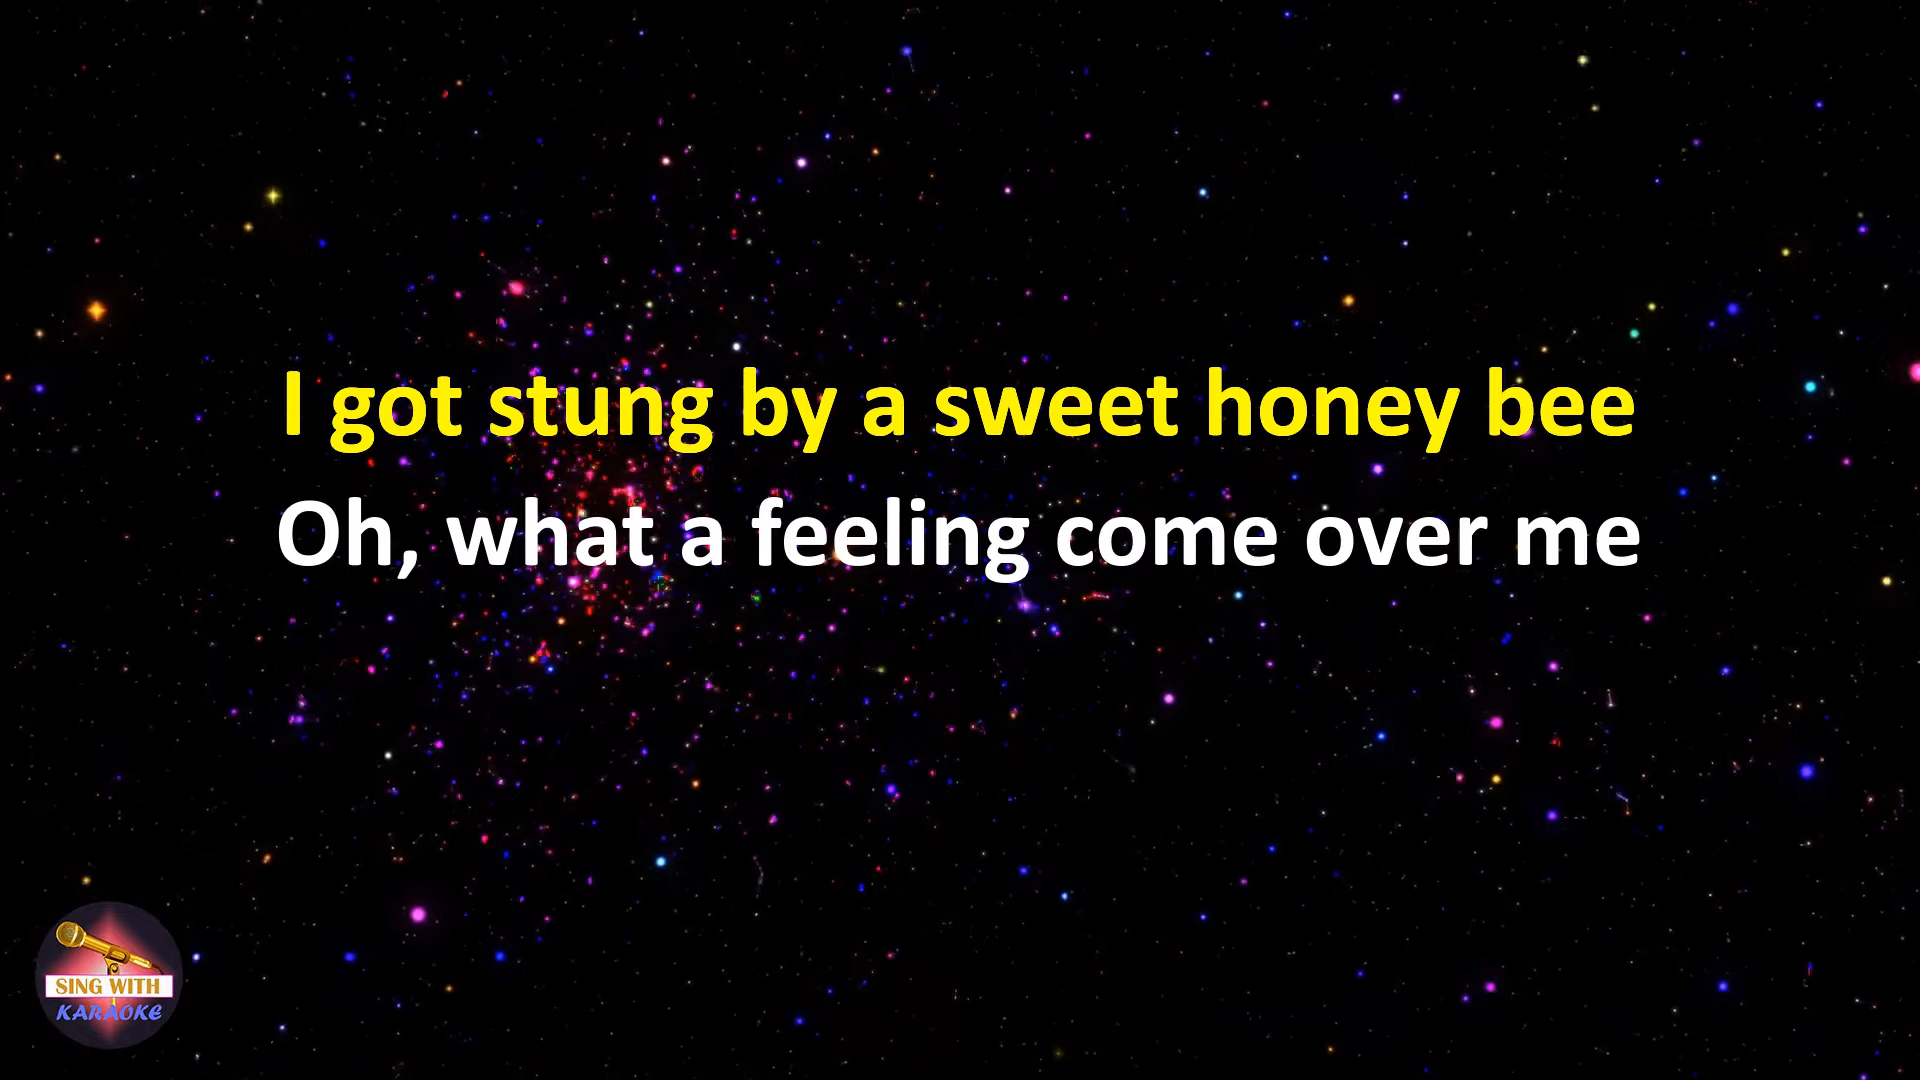 I got stung by a sweet honey bee
Oh, what a feeling come over me
SING WITH
KARAOKE